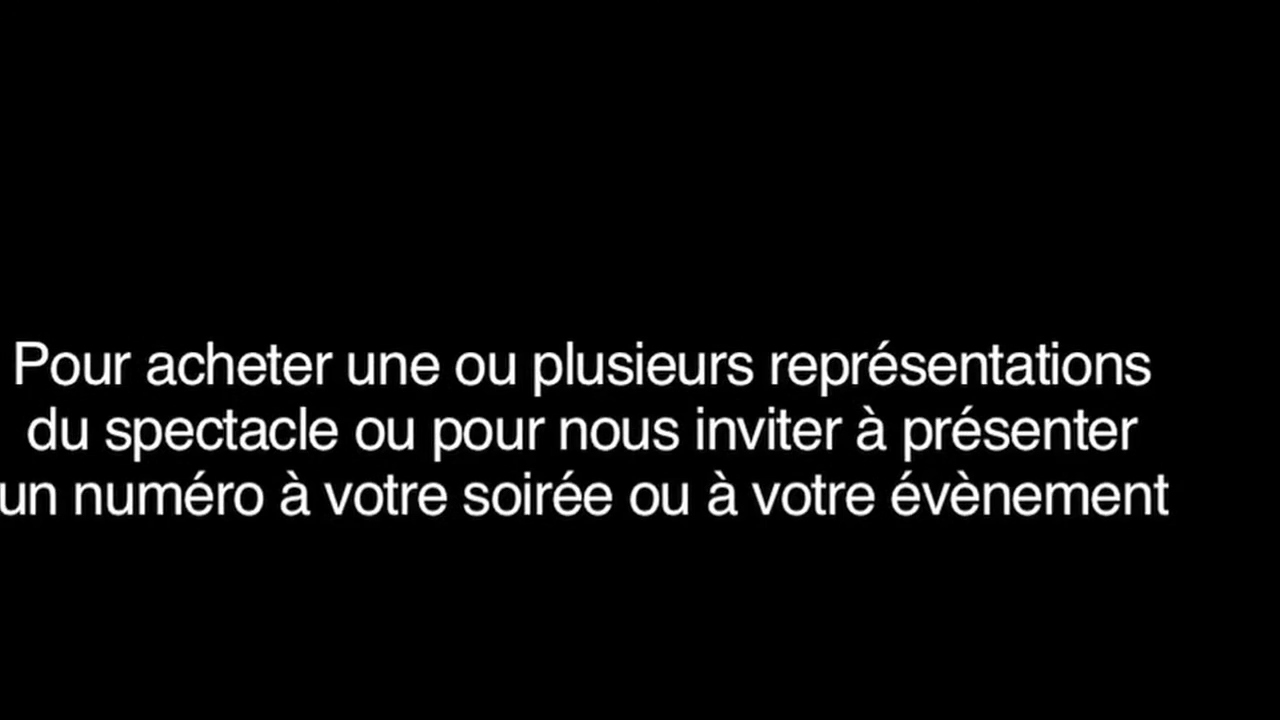 Pour acheter une ou plusieurs représentations
du spectacle ou pour nous inviter à présenter
un numéro à votre soirée ou à votre évènement